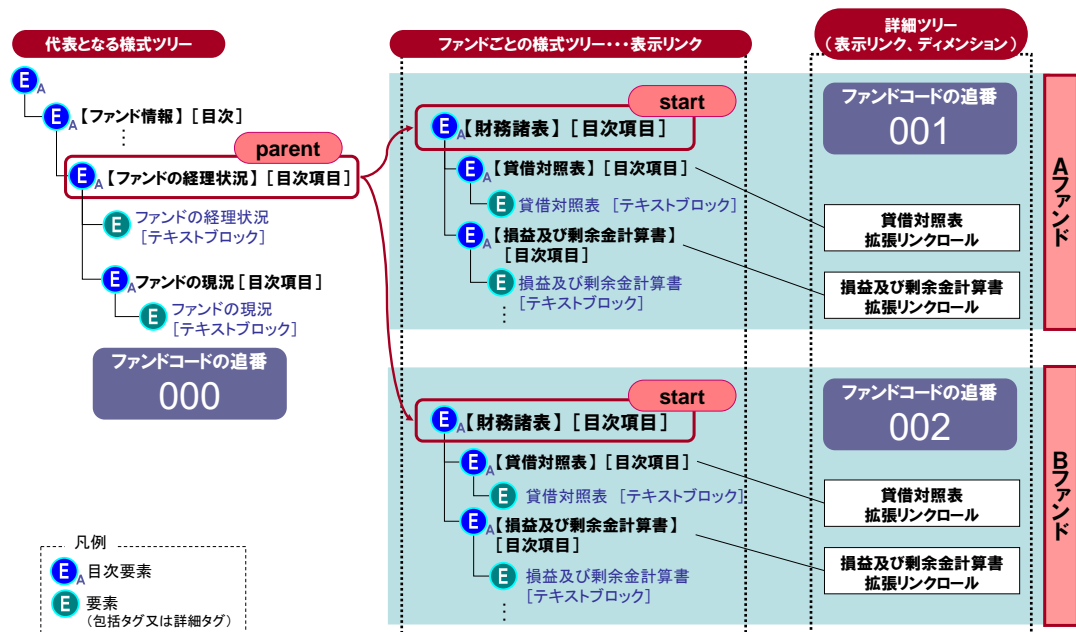 代表となる様式ツリー
E A
E A 【ファンド情報】［目次］
：
parent
E A 【ファンドの経理状況】［目次項目］
E ファンドの経理状況
［テキストブロック］
E A ファンドの現況［目次項目］
E ファンドの現況
［テキストブロック］
ファンドコードの追番
000
凡例
E A 目次要素
E 要素
（包括タグ又は詳細タグ）
ファンドごとの様式ツリー・・・表示リンク
start
E A 【財務諸表】［目次項目］
E A 【貸借対照表】［目次項目］
E 貸借対照表 ［テキストブロック］
E A 【損益及び剰余金計算書】
［目次項目］
E 損益及び剰余金計算書
［テキストブロック］
：
start
E A 【財務諸表】［目次項目］
E A 【貸借対照表】［目次項目］
E 貸借対照表 ［テキストブロック］
E A 【損益及び剰余金計算書】
［目次項目］
E 損益及び剰余金計算書
［テキストブロック］
：
詳細ツリー
（表示リンク、ディメンション）
ファンドコードの追番
001
貸借対照表
拡張リンクロール
損益及び剰余金計算書
拡張リンクロール
Aファンド
ファンドコードの追番
002
貸借対照表
拡張リンクロール
損益及び剰余金計算書
拡張リンクロール
Bファンド